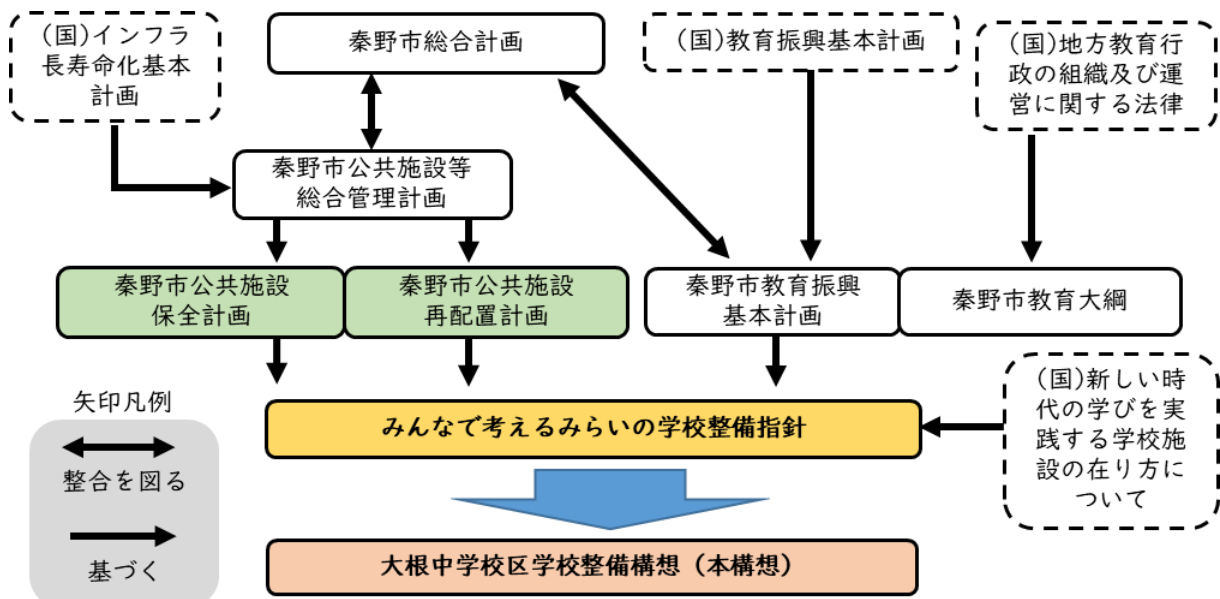 (国)インフラ
長寿命化基本
計画
秦野市総合計画
(国)教育振興基本計画
(国)地方教育行
政の組織及び運
営に関する法律
秦野市公共施設等
総合管理計画
秦野市公共施設
保全計画
秦野市公共施設
再配置計画
秦野市教育振興
基本計画
秦野市教育大綱
みんなで考えるみらいの学校整備指針
(国)新しい時
代の学びを実
践する学校施
設の在り方に
ついて
矢印凡例
整合を図る
基づく
大根中学校区学校整備構想（本構想）